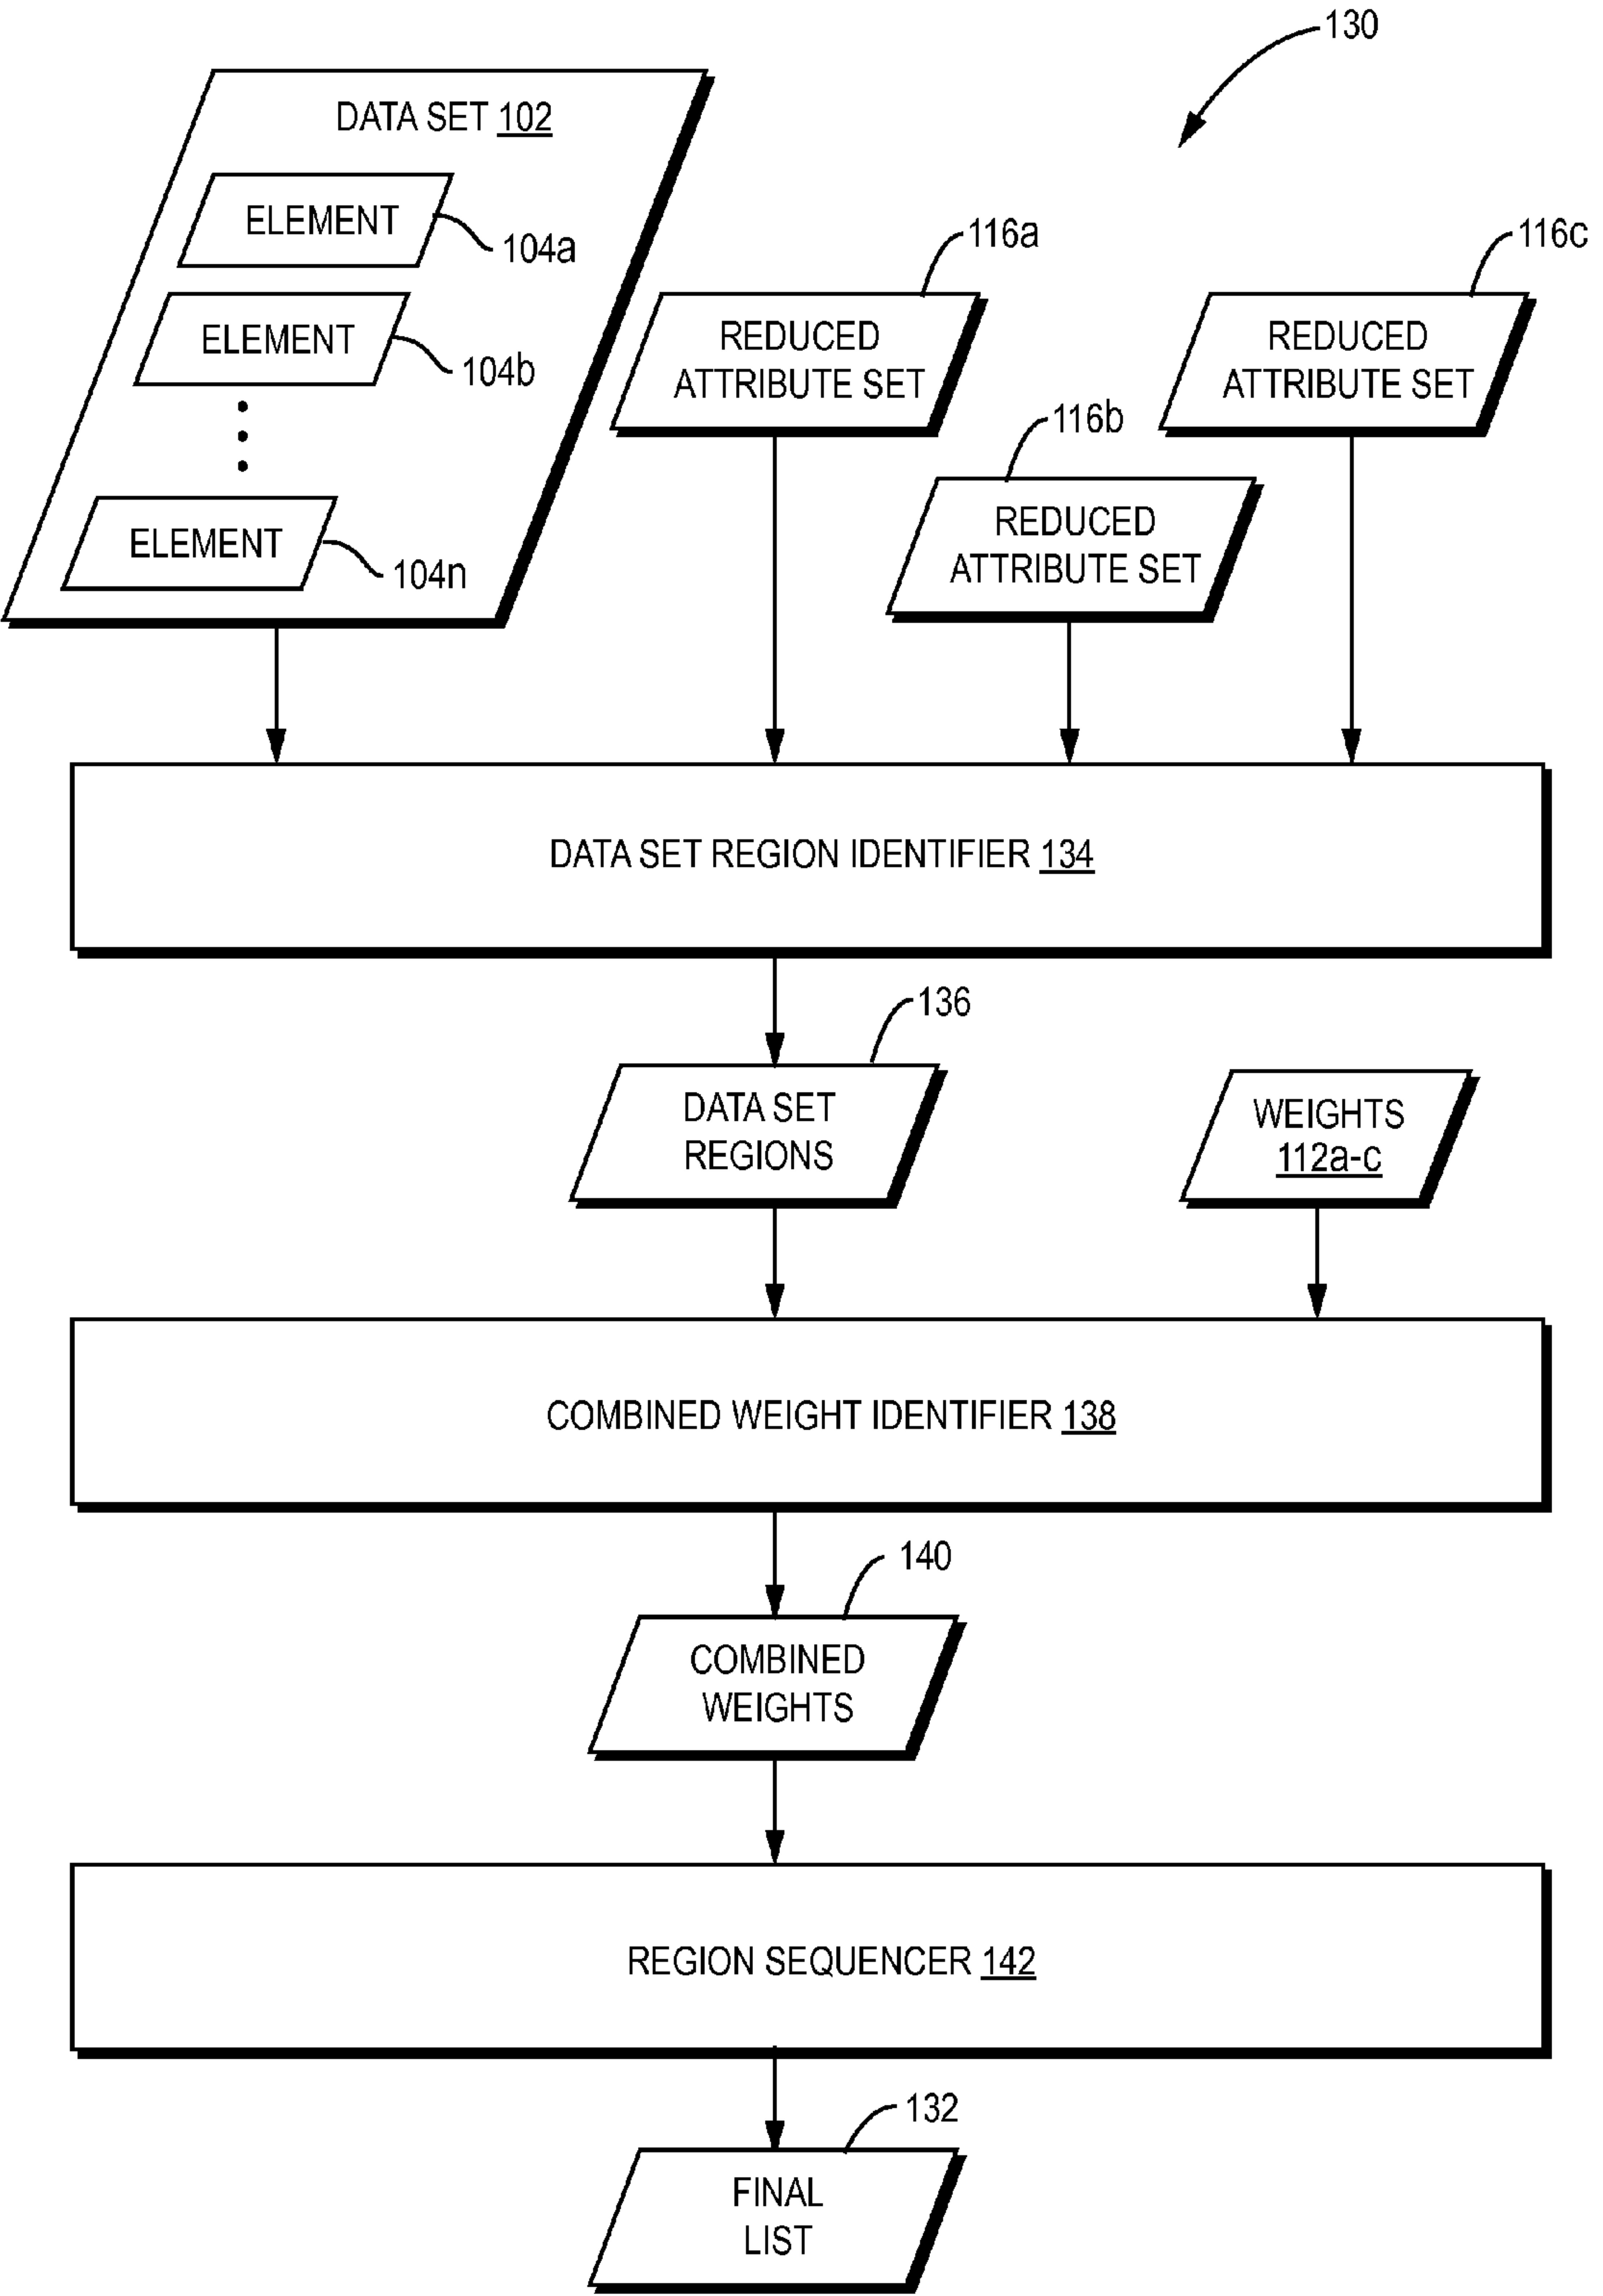 130
DATA SET 102
ELEMENT
104a
ELEMENT
104b
ELEMENT
104n
116a
REDUCED
ATTRIBUTE SET
116b
REDUCED
ATTRIBUTE SET
116c
REDUCED
ATTRIBUTE SET
DATA SET REGION IDENTIFIER 134
136
DATA SET
REGIONS
WEIGHTS
112a-c
COMBINED WEIGHT IDENTIFIER 138
140
COMBINED
WEIGHTS
REGION SEQUENCER 142
132
FINAL
LIST